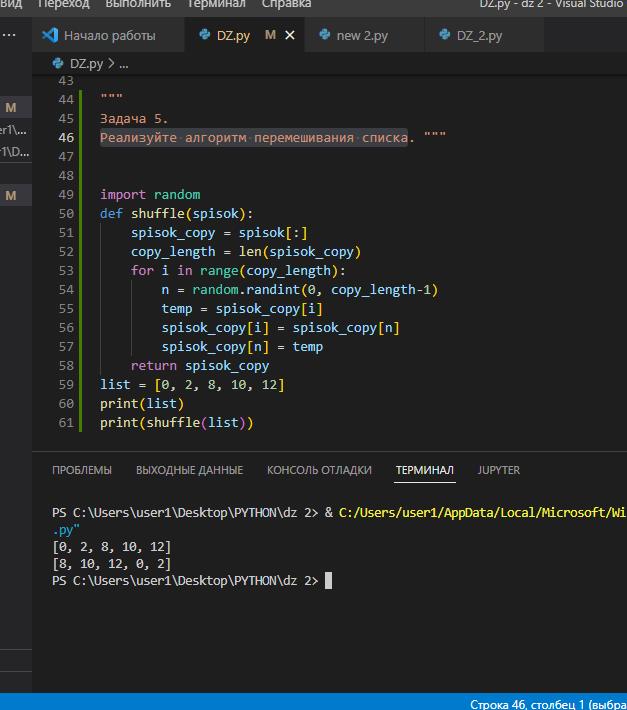 Вид Переход Выполнить Терминал Справка DZ.py - dz 2 - Visual Studio
... Начало работы DZ.py M × new 2.py DZ_2.py
DZ.py > ...
43
44 """
45 Задача 5.
46 Реализуйте алгоритм перемешивания списка. """
47
48
49 import random
50 def shuffle(spisok):
51 spisok_copy = spisok[:]
52 copy_length = len(spisok_copy)
53 for i in range(copy_length):
54 n = random.randint(0, copy_length-1)
55 temp = spisok_copy[i]
56 spisok_copy[i] = spisok_copy[n]
57 spisok_copy[n] = temp
58 return spisok_copy
59 list = [0, 2, 8, 10, 12]
60 print(list)
61 print(shuffle(list))
M
er1\...
r1\D...
M
ПРОБЛЕМЫ ВЫХОДНЫЕ ДАННЫЕ КОНСОЛЬ ОТЛАДКИ ТЕРМИНАЛ JUPYTER
PS C:\Users\user1\Desktop\PYTHON\dz 2> & C:/Users/user1/AppData/Local/Microsoft/Wi
.py"
[0, 2, 8, 10, 12]
[8, 10, 12, 0, 2]
PS C:\Users\user1\Desktop\PYTHON\dz 2>
Строка 46, столбец 1 (выбра